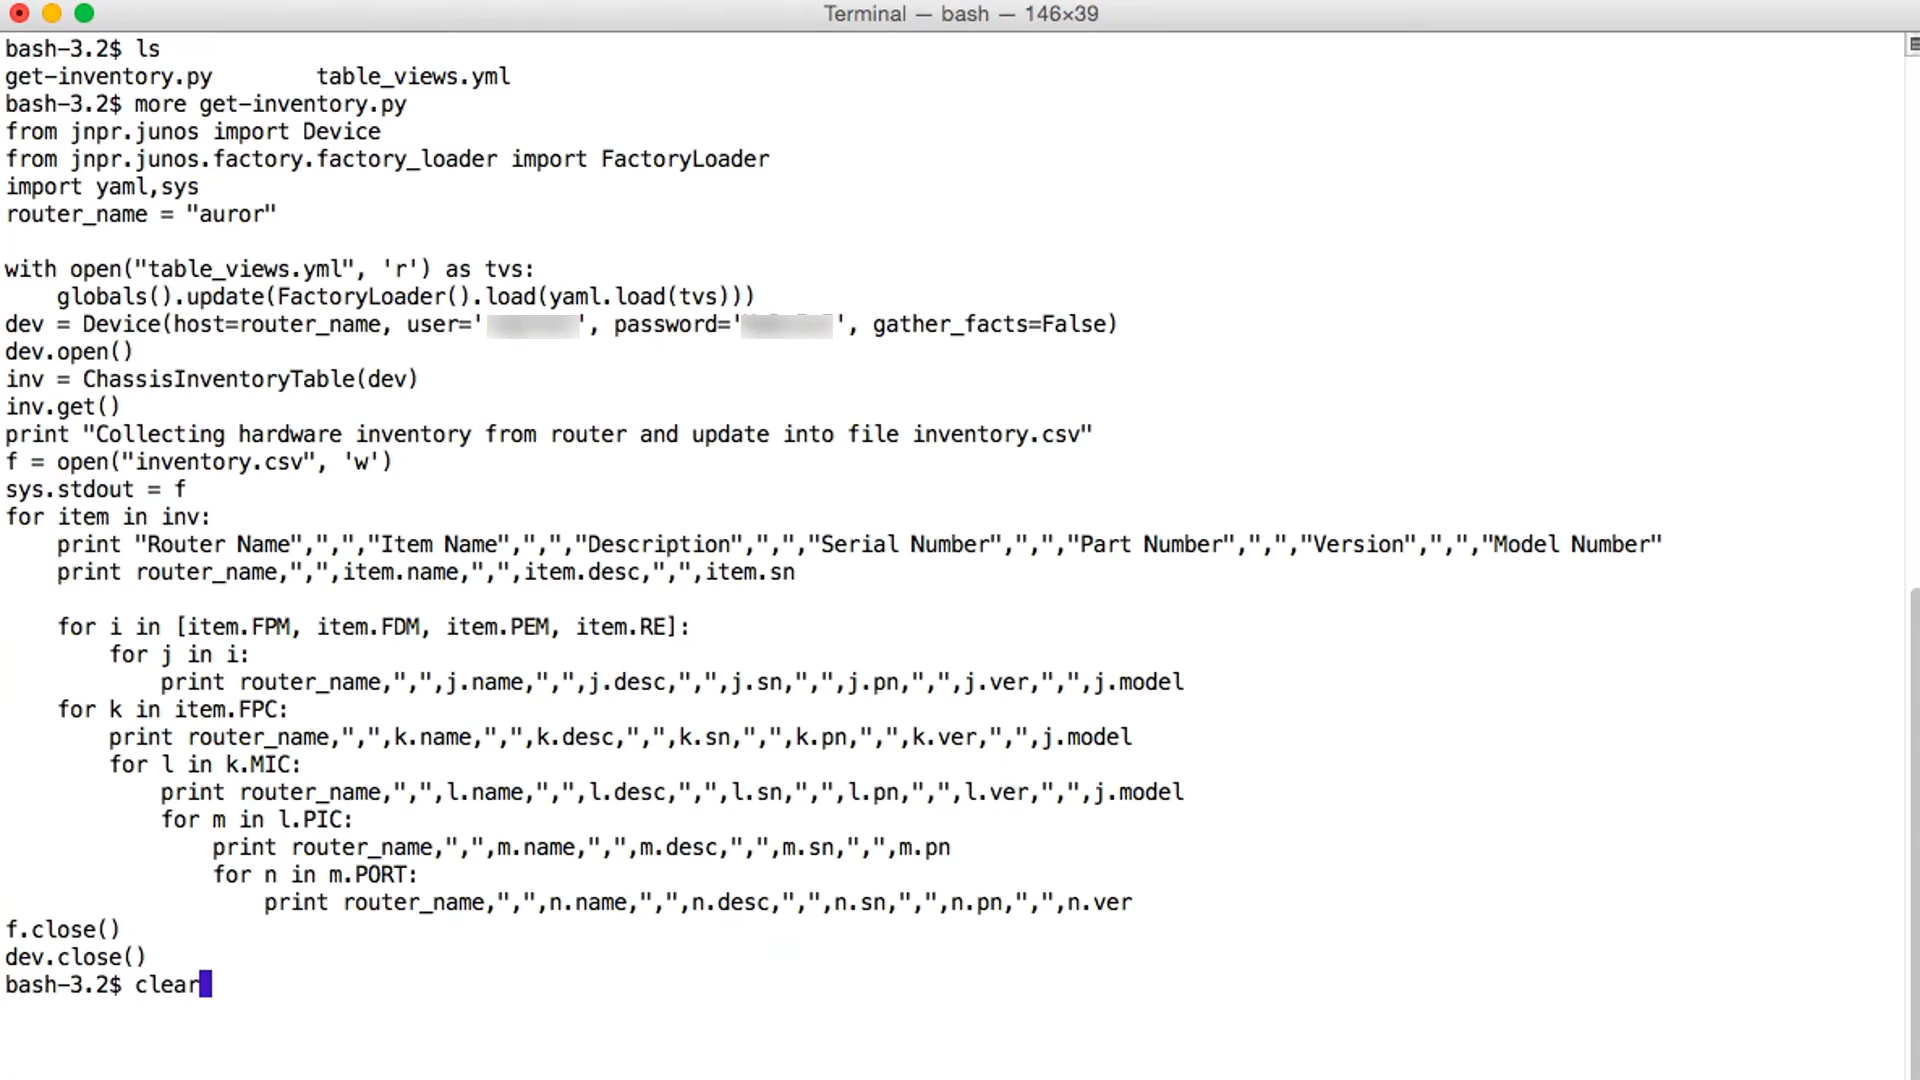 Terminal — bash — 146×39
bash-3.2$ ls
get-inventory.py        table_views.yml
bash-3.2$ more get-inventory.py
from jnpr.junos import Device
from jnpr.junos.factory.factory_loader import FactoryLoader
import yaml,sys
router_name = "auror"

with open("table_views.yml", 'r') as tvs:
    globals().update(FactoryLoader().load(yaml.load(tvs)))
dev = Device(host=router_name, user='       ', password='       ', gather_facts=False)
dev.open()
inv = ChassisInventoryTable(dev)
inv.get()
print "Collecting hardware inventory from router and update into file inventory.csv"
f = open("inventory.csv", 'w')
sys.stdout = f
for item in inv:
    print "Router Name",",","Item Name",",","Description",",","Serial Number",",","Part Number",",","Version",",","Model Number"
    print router_name,",",item.name,",",item.desc,",",item.sn

    for i in [item.FPM, item.FDM, item.PEM, item.RE]:
        for j in i:
            print router_name,",",j.name,",",j.desc,",",j.sn,",",j.pn,",",j.ver,",",j.model
    for k in item.FPC:
        print router_name,",",k.name,",",k.desc,",",k.sn,",",k.pn,",",k.ver,",",j.model
        for l in k.MIC:
            print router_name,",",l.name,",",l.desc,",",l.sn,",",l.pn,",",l.ver,",",j.model
            for m in l.PIC:
                print router_name,",",m.name,",",m.desc,",",m.sn,",",m.pn
                for n in m.PORT:
                    print router_name,",",n.name,",",n.desc,",",n.sn,",",n.pn,",",n.ver
f.close()
dev.close()
bash-3.2$ clear